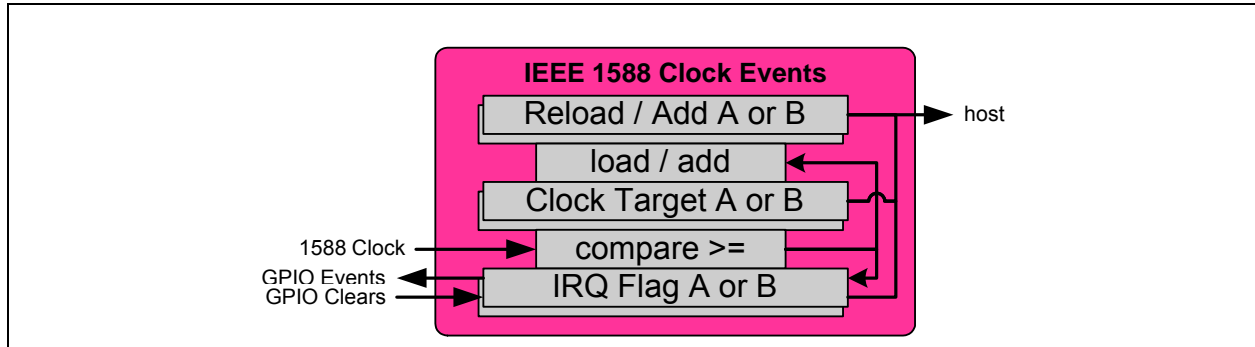 IEEE 1588 Clock Events
Reload / Add A or B
host
load / add
Clock Target A or B
1588 Clock
compare >=
GPIO Events
IRQ Flag A or B
GPIO Clears